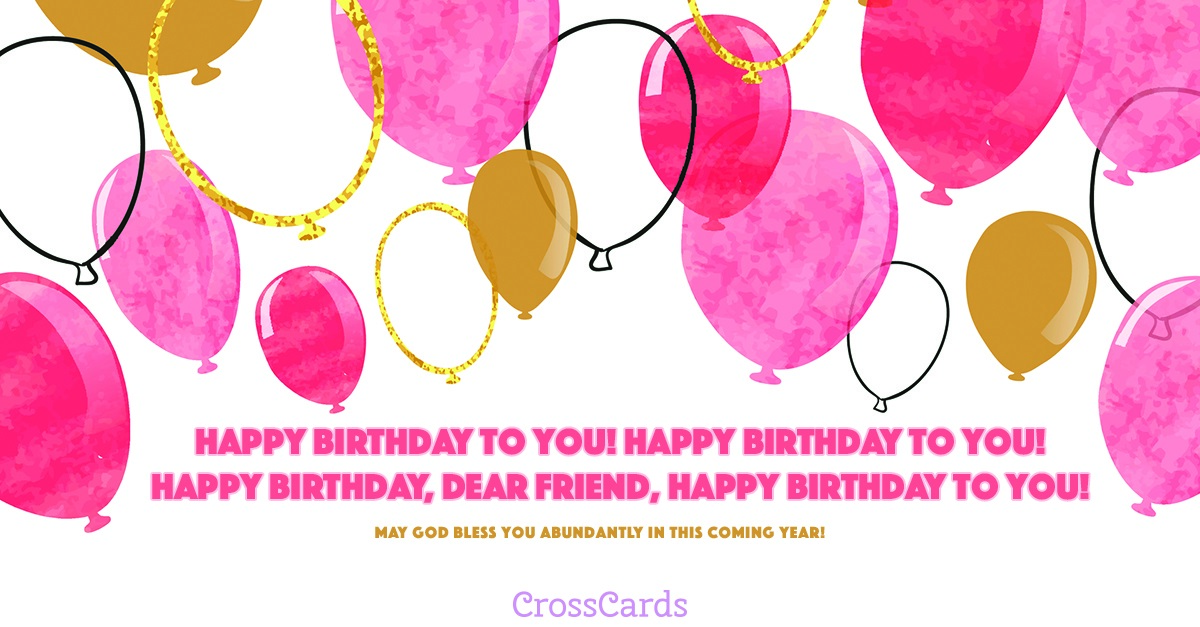 HAPPY BIRTHDAY TO YOU! HAPPY BIRTHDAY TO YOU!
HAPPY BIRTHDAY, DEAR FRIEND, HAPPY BIRTHDAY TO YOU!
MAY GOD BLESS YOU ABUNDANTLY IN THIS COMING YEAR!
CrossCards